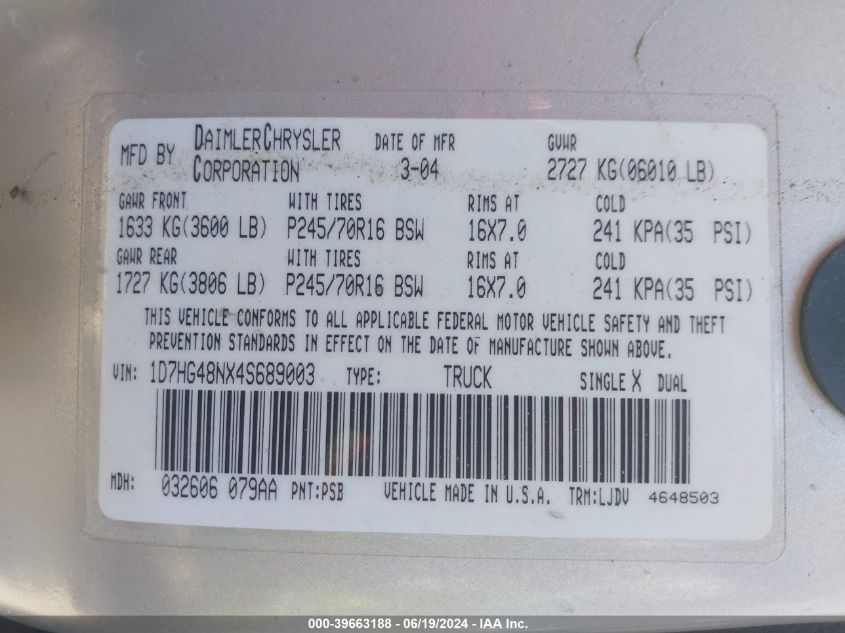 MFD BY DAIMLERCHRYSLER CORPORATION DATE OF MFR 3-04 GVWR 2727 KG(06010 LB)
GAWR FRONT WITH TIRES RIMS AT COLD
1633 KG(3600 LB) P245/70R16 BSW 16X7.0 241 KPA(35 PSI)
GAWR REAR WITH TIRES RIMS AT COLD
1727 KG(3806 LB) P245/70R16 BSW 16X7.0 241 KPA(35 PSI)
THIS VEHICLE CONFORMS TO ALL APPLICABLE FEDERAL MOTOR VEHICLE SAFETY AND THEFT
PREVENTION STANDARDS IN EFFECT ON THE DATE OF MANUFACTURE SHOWN ABOVE.
VIN: 1D7HG48NX4S689003 TYPE: TRUCK SINGLE X DUAL
MDH: 032606 079AA PNT:PSB VEHICLE MADE IN U.S.A. TRM:LJDV 4648503
000-39663188 - 06/19/2024 - IAA Inc.